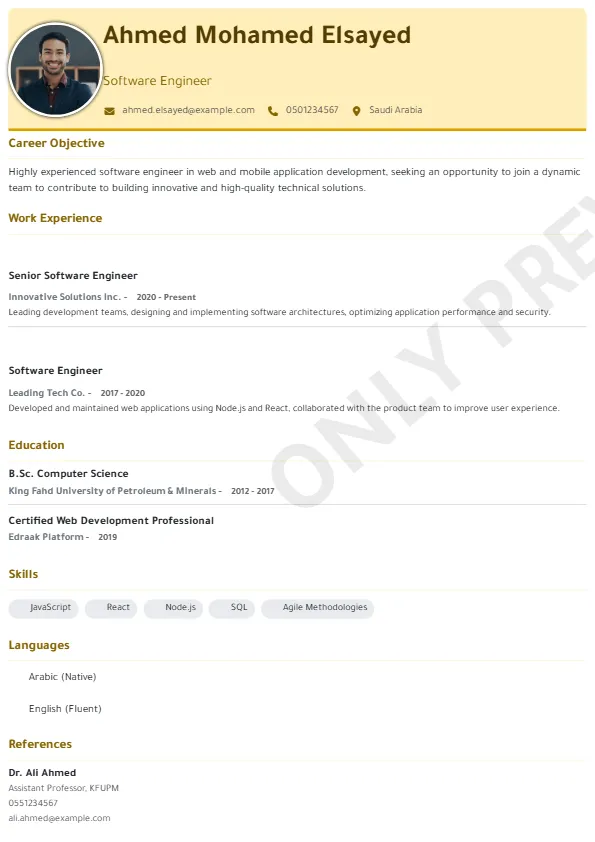 Ahmed Mohamed Elsayed
Software Engineer
ahmed.elsayed@example.com 0501234567 Saudi Arabia
Career Objective
Highly experienced software engineer in web and mobile application development, seeking an opportunity to join a dynamic
team to contribute to building innovative and high-quality technical solutions.
Work Experience
Senior Software Engineer
Innovative Solutions Inc. - 2020 - Present
Leading development teams, designing and implementing software architectures, optimizing application performance and security.
Software Engineer
Leading Tech Co. - 2017 - 2020
Developed and maintained web applications using Node.js and React, collaborated with the product team to improve user experience.
Education
B.Sc. Computer Science
King Fahd University of Petroleum & Minerals - 2012 - 2017
Certified Web Development Professional
Edraak Platform - 2019
Skills
JavaScript React Node.js SQL Agile Methodologies
Languages
Arabic (Native)
English (Fluent)
References
Dr. Ali Ahmed
Assistant Professor, KFUPM
0551234567
ali.ahmed@example.com
ONLY PREV